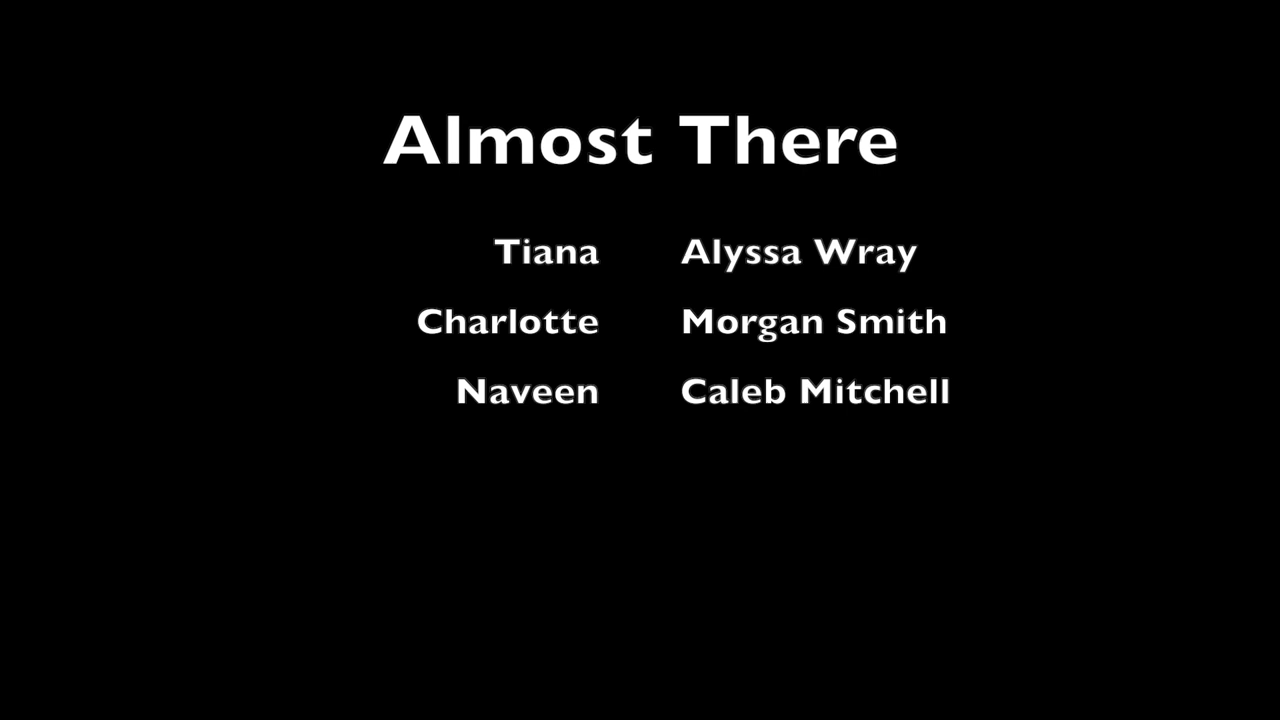 Almost There
Tiana Alyssa Wray
Charlotte Morgan Smith
Naveen Caleb Mitchell